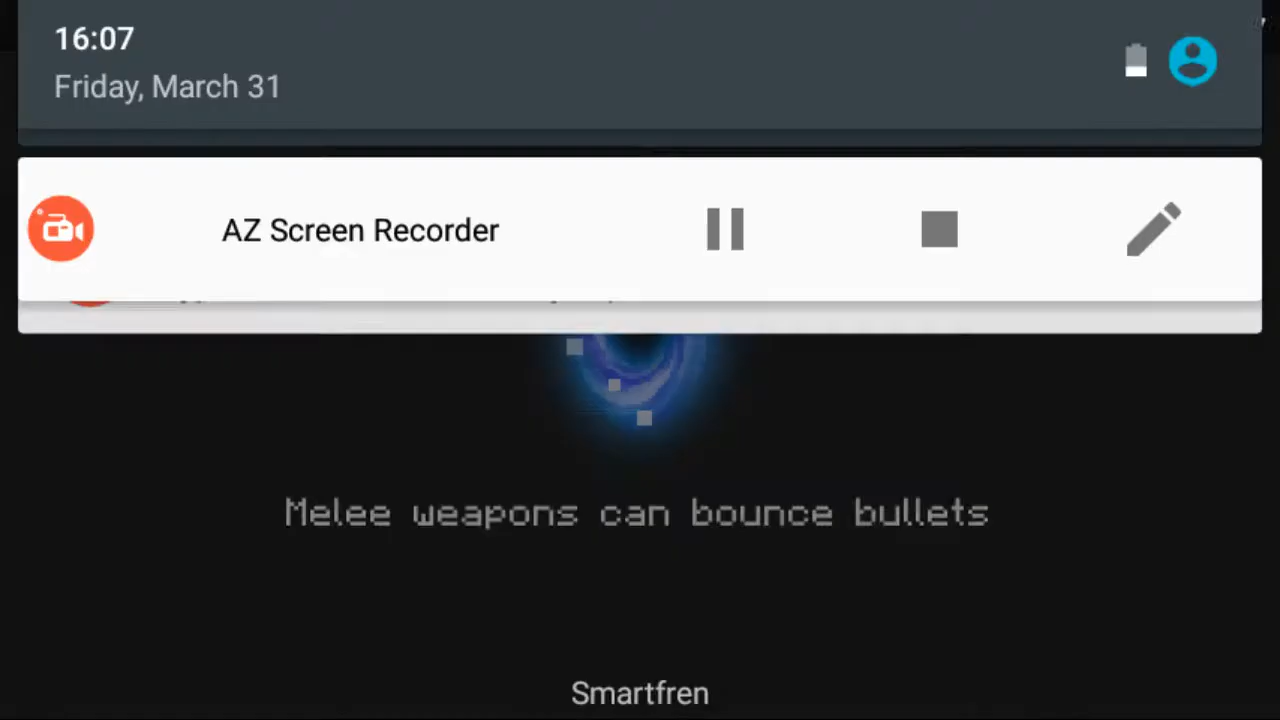 16:07
Friday, March 31
AZ Screen Recorder
Melee weapons can bounce bullets
Smartfren